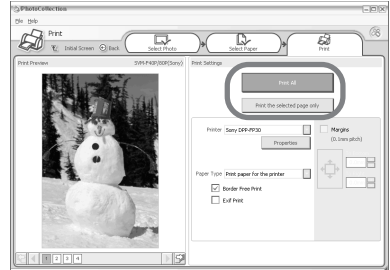 PhotoCollection
File Help
Print
Initial Screen Back
Select Photo
Select Paper
Print
Print Preview SVM-F40P/80P(Sony)
Print Settings
Print All
Print the selected page only
Printer Sony DPP-FP30
Properties
Margins
(0.1mm pitch)
Paper Type Print paper for the printer
Border Free Print
Exif Print
1 2 3 4